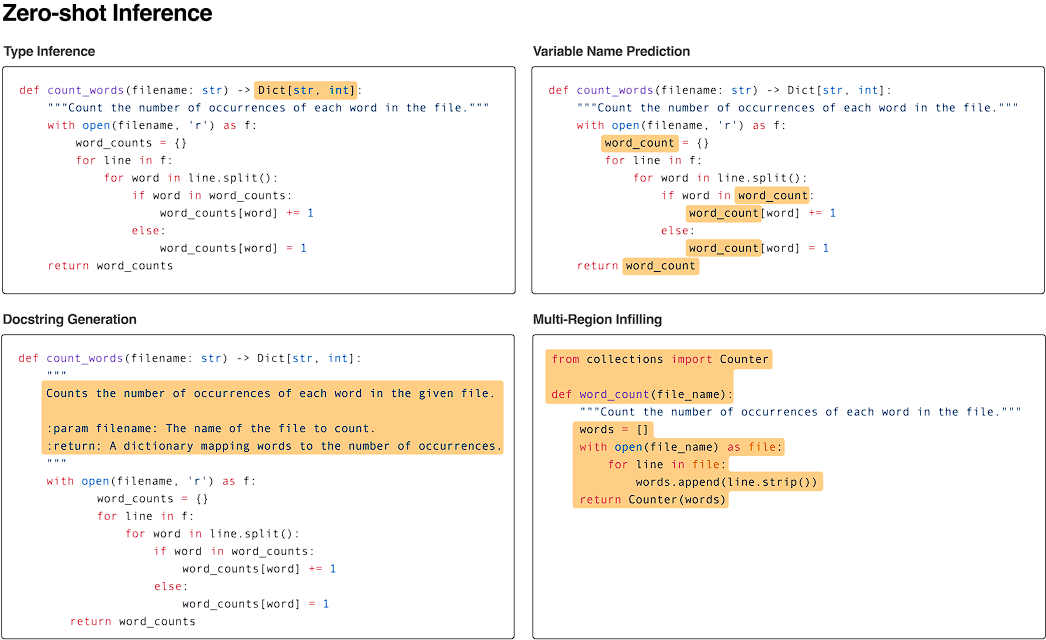 Zero-shot Inference
Type Inference
def count_words(filename: str) -> Dict[str, int]:
    """Count the number of occurrences of each word in the file."""
    with open(filename, 'r') as f:
        word_counts = {}
        for line in f:
            for word in line.split():
                if word in word_counts:
                    word_counts[word] += 1
                else:
                    word_counts[word] = 1
    return word_counts
Variable Name Prediction
def count_words(filename: str) -> Dict[str, int]:
    """Count the number of occurrences of each word in the file."""
    with open(filename, 'r') as f:
        word_count = {}
        for line in f:
            for word in line.split():
                if word in word_count:
                    word_count[word] += 1
                else:
                    word_count[word] = 1
    return word_count
Docstring Generation
def count_words(filename: str) -> Dict[str, int]:
    """
    Counts the number of occurrences of each word in the given file.

    :param filename: The name of the file to count.
    :return: A dictionary mapping words to the number of occurrences.
    """
    with open(filename, 'r') as f:
           word_counts = {}
           for line in f:
               for word in line.split():
                   if word in word_counts:
                       word_counts[word] += 1
                   else:
                       word_counts[word] = 1
       return word_counts
Multi-Region Infilling
from collections import Counter

def word_count(file_name):
    """Count the number of occurrences of each word in the file."""
    words = []
    with open(file_name) as file:
        for line in file:
            words.append(line.strip())
    return Counter(words)